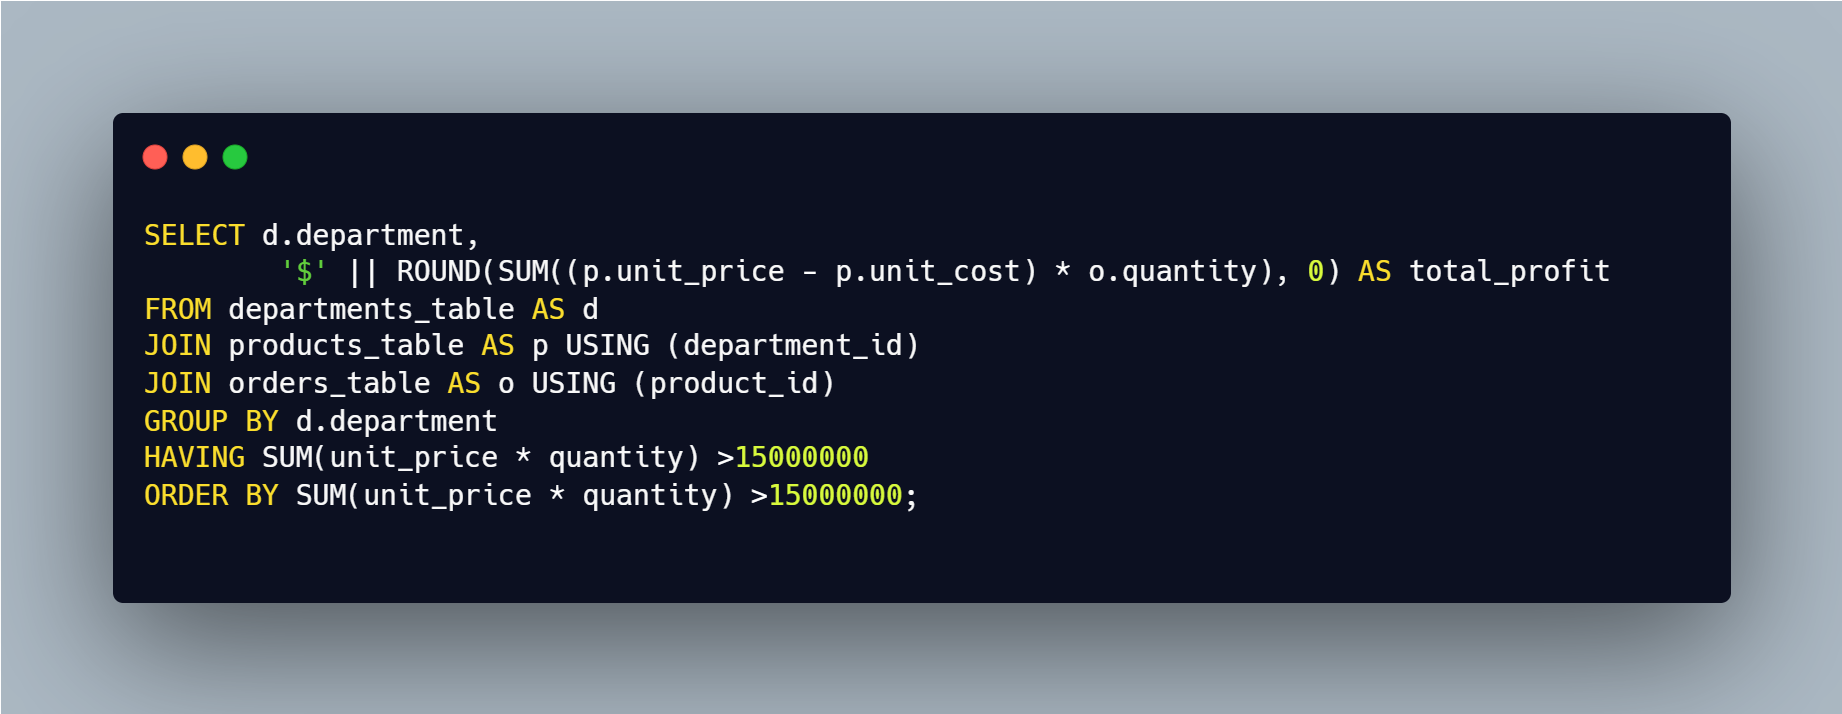 SELECT d.department,
        '$' || ROUND(SUM((p.unit_price - p.unit_cost) * o.quantity), 0) AS total_profit
FROM departments_table AS d
JOIN products_table AS p USING (department_id)
JOIN orders_table AS o USING (product_id)
GROUP BY d.department
HAVING SUM(unit_price * quantity) >15000000
ORDER BY SUM(unit_price * quantity) >15000000;